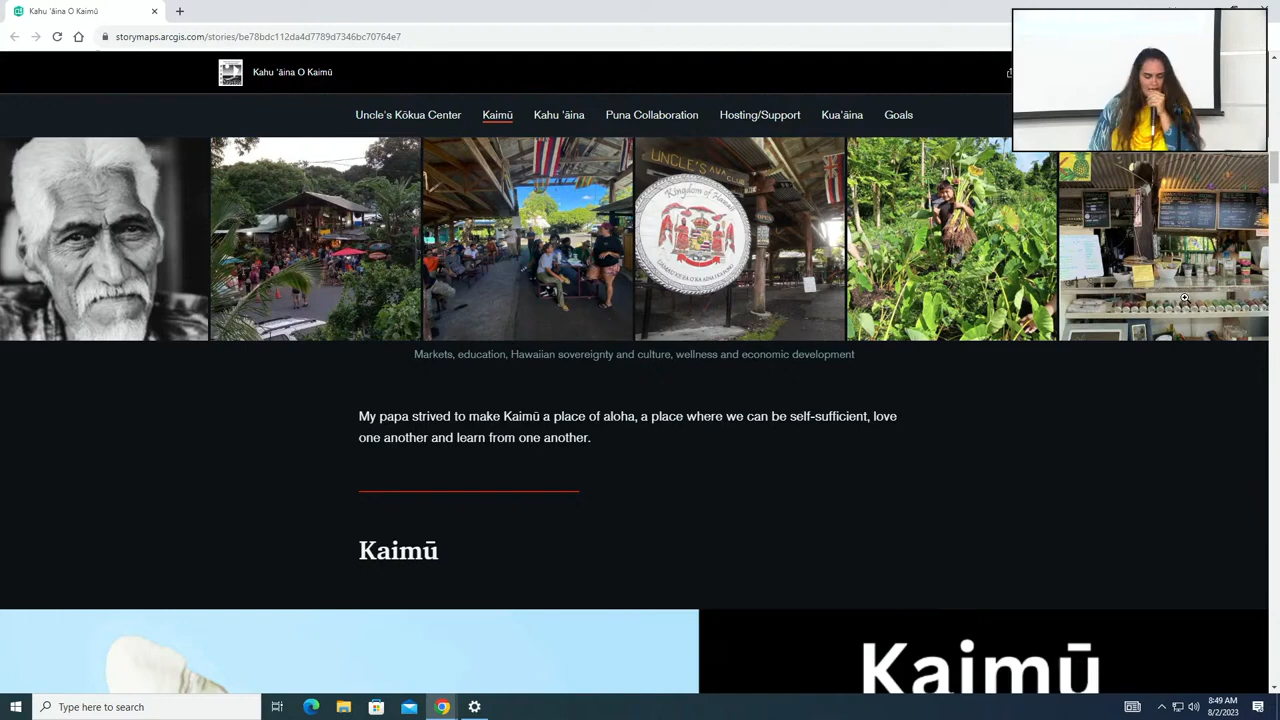 Kahu ʻāina O Kaimū
storymaps.arcgis.com/stories/be78bdc112da4d7789d7346bc70764e7
Kahu ʻāina O Kaimū
Uncle's Kōkua Center Kaimū Kahu ʻāina Puna Collaboration Hosting/Support Kuaʻāina Goals
UNCLE'S AWA CLUB
Kingdom of Hawaii
OPEN
Markets, education, Hawaiian sovereignty and culture, wellness and economic development
My papa strived to make Kaimū a place of aloha, a place where we can be self-sufficient, love
one another and learn from one another.
Kaimū
Kaimū
Type here to search
8:49 AM
8/2/2023